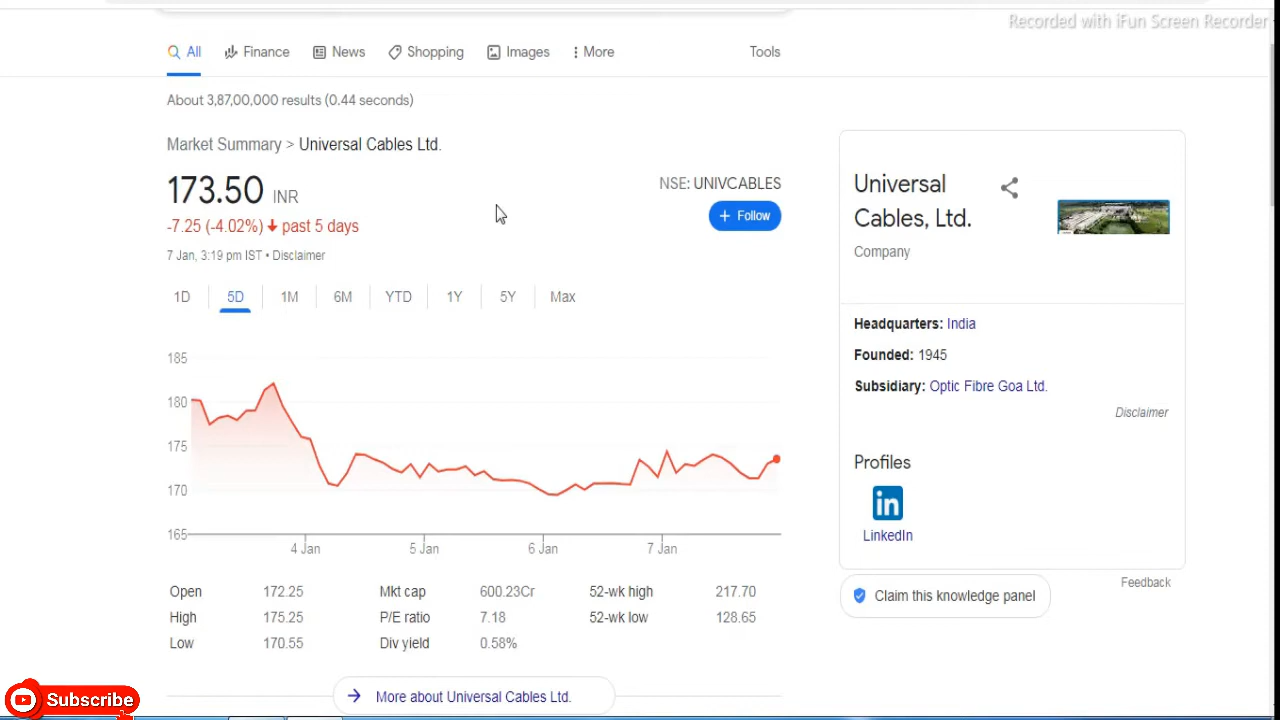 Recorded with iFun Screen Recorder
All Finance News Shopping Images More Tools
About 3,87,00,000 results (0.44 seconds)
Market Summary > Universal Cables Ltd.
173.50 INR
NSE: UNIVCABLES
+ Follow
-7.25 (-4.02%) past 5 days
7 Jan, 3:19 pm IST • Disclaimer
1D 5D 1M 6M YTD 1Y 5Y Max
185
180
175
170
165
4 Jan 5 Jan 6 Jan 7 Jan
Open 172.25 Mkt cap 600.23Cr 52-wk high 217.70
High 175.25 P/E ratio 7.18 52-wk low 128.65
Low 170.55 Div yield 0.58%
More about Universal Cables Ltd.
Universal
Cables, Ltd.
Company
Headquarters: India
Founded: 1945
Subsidiary: Optic Fibre Goa Ltd.
Disclaimer
Profiles
in
LinkedIn
Feedback
Claim this knowledge panel
Subscribe